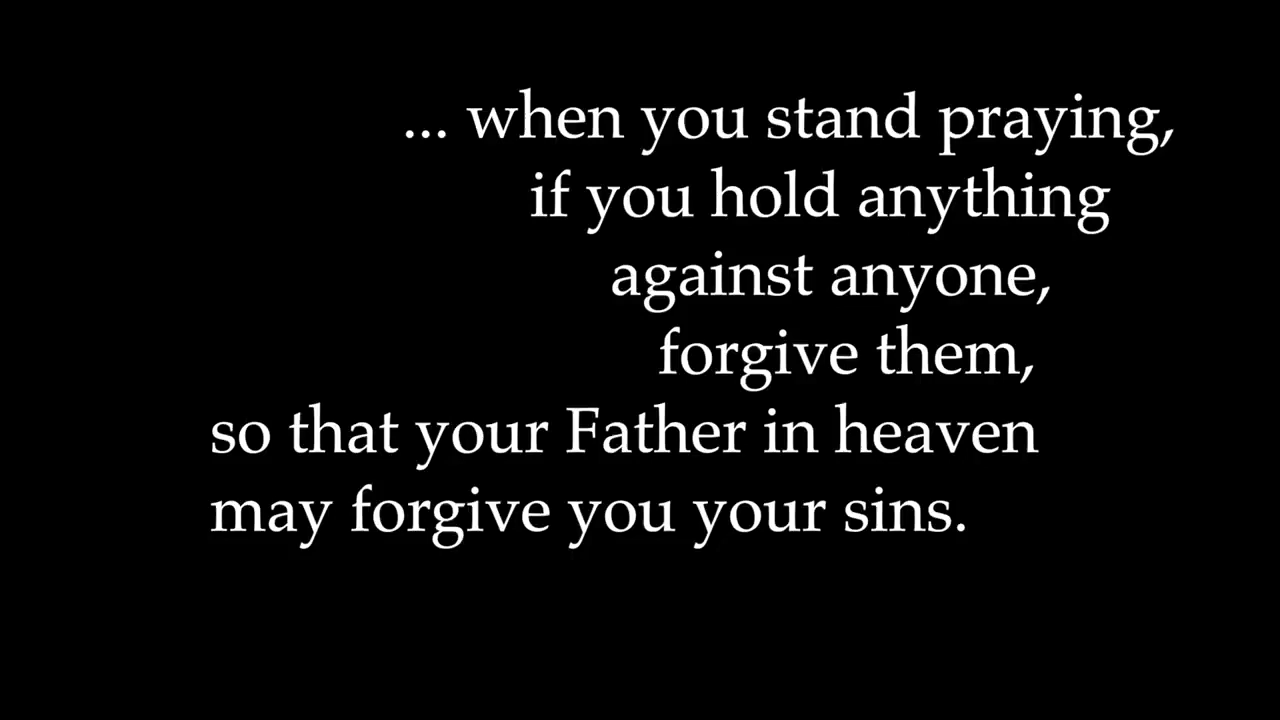 ... when you stand praying,
if you hold anything
against anyone,
forgive them,
so that your Father in heaven
may forgive you your sins.